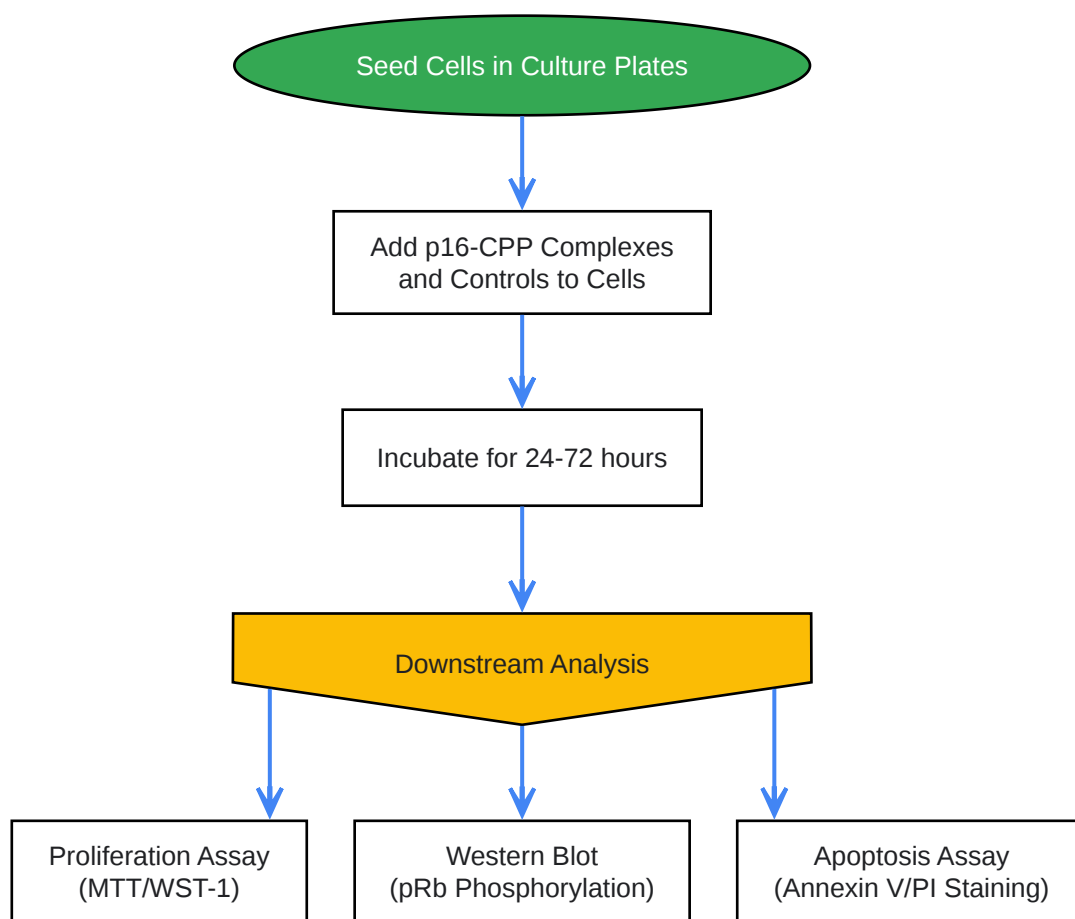 Seed Cells in Culture Plates
Add p16-CPP Complexes
and Controls to Cells
Incubate for 24-72 hours
Downstream Analysis
Proliferation Assay
(MTT/WST-1)
Western Blot
(pRb Phosphorylation)
Apoptosis Assay
(Annexin V/PI Staining)